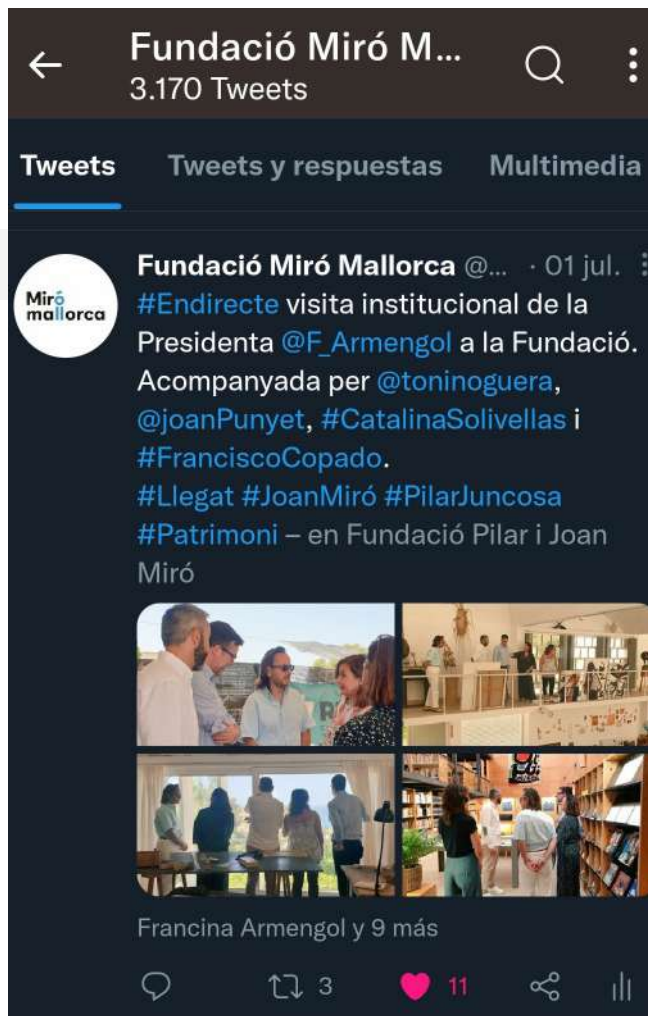 Fundació Miró M...
3.170 Tweets
Tweets Tweets y respuestas Multimedia
Miró
mallorca
Fundació Miró Mallorca @... · 01 jul.
#Endirecte visita institucional de la
Presidenta @F_Armengol a la Fundació.
Acompanyada per @toninoguera,
@joanPunyet, #CatalinaSolivellas i
#FranciscoCopado.
#Llegat #JoanMiró #PilarJuncosa
#Patrimoni – en Fundació Pilar i Joan
Miró
Francina Armengol y 9 más
3 11